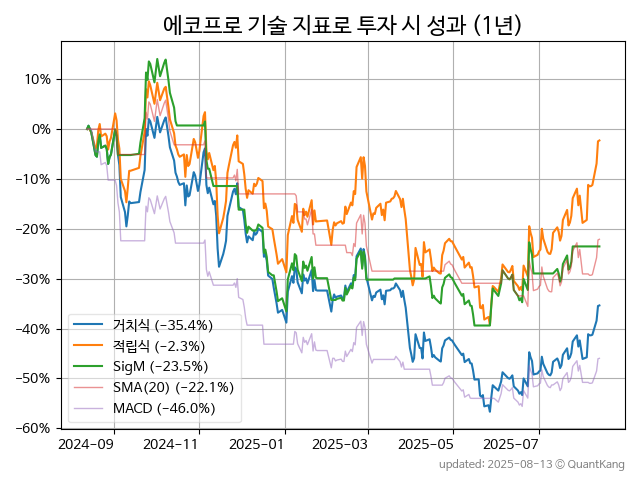 에코프로 기술 지표로 투자 시 성과 (1년)
10%
0%
−10%
−20%
−30%
−40%
−50%
−60%
거치식 (−35.4%)
적립식 (−2.3%)
SigM (−23.5%)
SMA(20) (−22.1%)
MACD (−46.0%)
2024-09 2024-11 2025-01 2025-03 2025-05 2025-07
updated: 2025-08-13 ⓒ QuantKang